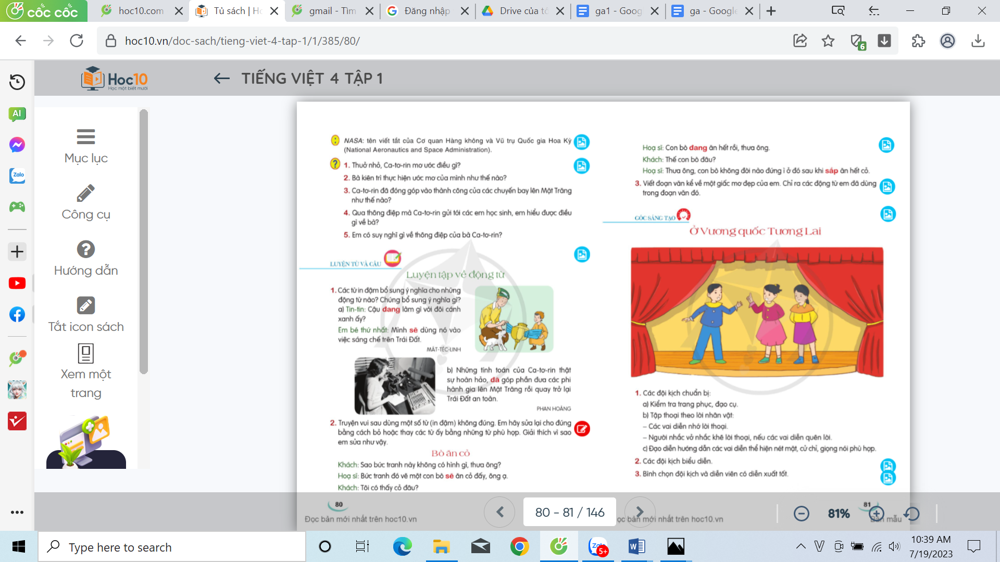 cốc cốc
hoc10.com
Tủ sách | Ho
gmail - Tìm
Đăng nhập
Drive của tô
ga1 - Goog
ga - Google
hoc10.vn/doc-sach/tieng-viet-4-tap-1/1/385/80/
6
Hoc10
Học một biết mười
TIẾNG VIỆT 4 TẬP 1
AI
Zalo
Mục lục
Công cụ
Hướng dẫn
Tắt icon sách
Xem một
trang
NASA: tên viết tắt của Cơ quan Hàng không và Vũ trụ Quốc gia Hoa Kỳ
(National Aeronautics and Space Administration).
1. Thuở nhỏ, Ca-tơ-rin mơ ước điều gì?
2. Bà kiên trì thực hiện ước mơ của mình như thế nào?
3. Ca-tơ-rin đã đóng góp vào thành công của các chuyến bay lên Mặt Trăng
như thế nào?
4. Qua thông điệp mà Ca-tơ-rin gửi tới các em học sinh, em hiểu được điều
gì về bà?
5. Em có suy nghĩ gì về thông điệp của bà Ca-tơ-rin?
LUYỆN TỪ VÀ CÂU
Luyện tập về động từ
1. Các từ in đậm bổ sung ý nghĩa cho những
động từ nào? Chúng bổ sung ý nghĩa gì?
a) Tin-tin: Cậu đang làm gì với đôi cánh
xanh ấy?
Em bé thứ nhất: Mình sẽ dùng nó vào
việc sáng chế trên Trái Đất.
MÁT-TÉC-LINH
b) Những tính toán của Ca-tơ-rin thật
sự hoàn hảo, đã góp phần đưa các phi
hành gia lên Mặt Trăng rồi quay trở lại
Trái Đất an toàn.
PHAN HOÀNG
2. Truyện vui sau dùng một số từ (in đậm) không đúng. Em hãy sửa lại cho đúng
bằng cách bỏ hoặc thay các từ ấy bằng những từ phù hợp. Giải thích vì sao
em sửa như vậy.
Bò ăn cỏ
Khách: Sao bức tranh này không có hình gì, thưa ông?
Hoạ sĩ: Bức tranh đó vẽ một con bò sẽ ăn cỏ đấy, ông ạ.
Khách: Tôi có thấy cỏ đâu?
80
Đọc bản mới nhất trên hoc10.vn
Hoạ sĩ: Con bò đang ăn hết rồi, thưa ông.
Khách: Thế con bò đâu?
Hoạ sĩ: Thưa ông, con bò không đời nào đứng ì ở đó sau khi sắp ăn hết cỏ.
3. Viết đoạn văn kể về một giấc mơ đẹp của em. Chỉ ra các động từ em đã dùng
trong đoạn văn đó.
GÓC SÁNG TẠO
Ở Vương quốc Tương Lai
1. Các đội kịch chuẩn bị:
a) Kiểm tra trang phục, đạo cụ.
b) Tập thoại theo lời nhân vật:
– Các vai diễn nhớ lời thoại.
– Người nhắc vở nhắc khẽ lời thoại, nếu các vai diễn quên lời.
c) Đạo diễn hướng dẫn các vai diễn thể hiện nét mặt, cử chỉ, giọng nói phù hợp.
2. Các đội kịch biểu diễn.
3. Bình chọn đội kịch và diễn viên có diễn xuất tốt.
81
ọc bản mới nhất trên hoc10.vn
Bản mẫu
80 - 81 / 146
81%
Type here to search
Zalo
5+
10:39 AM
7/19/2023